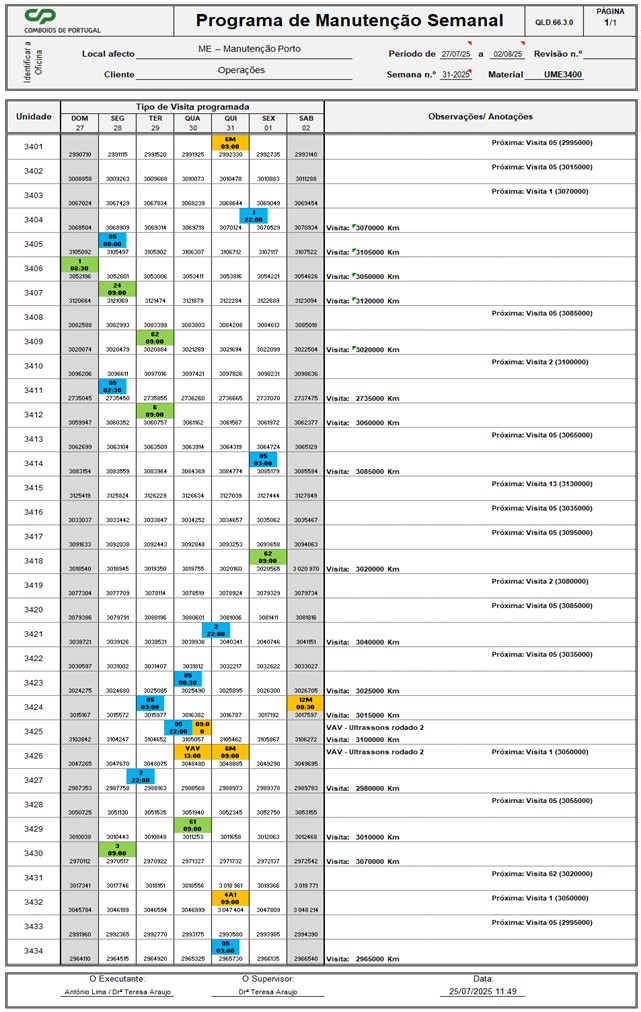 CP
COMBOIOS DE PORTUGAL
Programa de Manutenção Semanal
QLD.66.3.0
PÁGINA
1/1
Identificar a Oficina
Local afecto ME – Manutenção Porto
Período de 27/07/25 a 02/08/25 Revisão n.º
Cliente Operações
Semana n.º 31-2025 Material UME3400
Unidade Tipo de Visita programada Observações/ Anotações
DOM SEG TER QUA QUI SEX SAB
27 28 29 30 31 01 02
3401 6M 09:00 Próxima: Visita 05 (2995000)
2990710 2991115 2991520 2991925 2992330 2992735 2993140
3402 Próxima: Visita 05 (3015000)
3008858 3009263 3009668 3010073 3010478 3010883 3011288
3403 Próxima: Visita 1 (3070000)
3067024 3067429 3067834 3068239 3068644 3069049 3069454
3404 1 22:00
3068504 3068909 3069314 3069719 3070124 3070529 3070934 Visita: 3070000 Km
3405 05 00:00
3105092 3105497 3105902 3106307 3106712 3107117 3107522 Visita: 3105000 Km
3406 1 08:30
3052196 3052601 3053006 3053411 3053816 3054221 3054626 Visita: 3050000 Km
3407 24 09:00
3120664 3121069 3121474 3121879 3122284 3122689 3123094 Visita: 3120000 Km
3408 Próxima: Visita 05 (3085000)
3082588 3082993 3083398 3083803 3084208 3084613 3085018
3409 62 09:00
3020074 3020479 3020884 3021289 3021694 3022099 3022504 Visita: 3020000 Km
3410 Próxima: Visita 2 (3100000)
3096206 3096611 3097016 3097421 3097826 3098231 3098636
3411 05 02:30
2735045 2735450 2735855 2736260 2736665 2737070 2737475 Visita: 2735000 Km
3412 6 09:00
3059947 3060352 3060757 3061162 3061567 3061972 3062377 Visita: 3060000 Km
3413 Próxima: Visita 05 (3065000)
3062699 3063104 3063509 3063914 3064319 3064724 3065129
3414 05 03:00
3083154 3083559 3083964 3084369 3084774 3085179 3085584 Visita: 3085000 Km
3415 Próxima: Visita 13 (3130000)
3125419 3125824 3126229 3126634 3127039 3127444 3127849
3416 Próxima: Visita 05 (3035000)
3033037 3033442 3033847 3034252 3034657 3035062 3035467
3417 Próxima: Visita 05 (3095000)
3091633 3092038 3092443 3092848 3093253 3093658 3094063
3418 62 09:00
3018540 3018945 3019350 3019755 3020160 3020565 3 020 970 Visita: 3020000 Km
3419 Próxima: Visita 2 (3080000)
3077304 3077709 3078114 3078519 3078924 3079329 3079734
3420 Próxima: Visita 05 (3085000)
3079386 3079791 3080196 3080601 3081006 3081411 3081816
3421 2 22:00
3038721 3039126 3039531 3039936 3040341 3040746 3041151 Visita: 3040000 Km
3422 Próxima: Visita 05 (3035000)
3030597 3031002 3031407 3031812 3032217 3032622 3033027
3423 05 00:30
3024275 3024680 3025085 3025490 3025895 3026300 3026705 Visita: 3025000 Km
3424 05 03:00 12M 08:30
3015167 3015572 3015977 3016382 3016787 3017192 3017597 Visita: 3015000 Km
3425 05 22:00 09:00 VAV - Ultrassons rodado 2
3103842 3104247 3104652 3105057 3105462 3105867 3106272 Visita: 3100000 Km
3426 VAV 13:00 6M 09:00 VAV - Ultrassons rodado 2 Próxima: Visita 1 (3050000)
3047265 3047670 3048075 3048480 3048885 3049290 3049695
3427 2 22:00
2987353 2987758 2988163 2988568 2988973 2989378 2989783 Visita: 2980000 Km
3428 Próxima: Visita 05 (3055000)
3050725 3051130 3051535 3051940 3052345 3052750 3053155
3429 61 09:00
3010038 3010443 3010848 3011253 3011658 3012063 3012468 Visita: 3010000 Km
3430 3 09:00
2970112 2970517 2970922 2971327 2971732 2972137 2972542 Visita: 3070000 Km
3431 Próxima: Visita 62 (3020000)
3017341 3017746 3018151 3018556 3 018 961 3019366 3 019 771
3432 4A1 09:00 Próxima: Visita 1 (3050000)
3045784 3046189 3046594 3046999 3 047 404 3047809 3 048 214
3433 Próxima: Visita 05 (2995000)
2991960 2992365 2992770 2993175 2993580 2993985 2994390
3434 05 03:00
2964110 2964515 2964920 2965325 2965730 2966135 2966540 Visita: 2965000 Km
O Executante: O Supervisor: Data:
António Lima / Drª Teresa Araujo Drª Teresa Araujo 25/07/2025 11:49